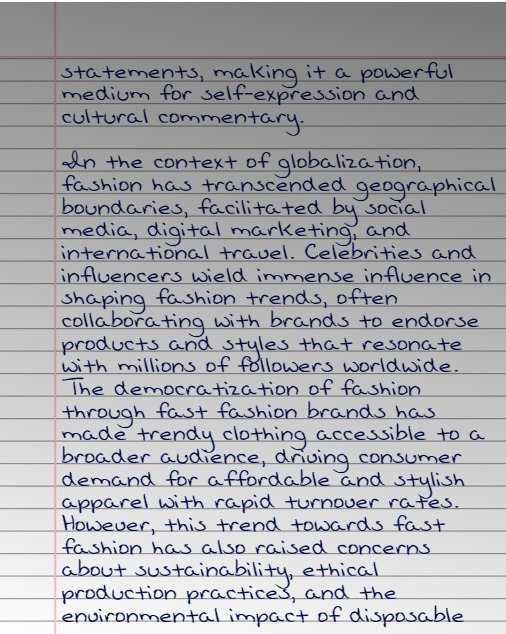 statements, making it a powerful
medium for self-expression and
cultural commentary.
In the context of globalization,
fashion has transcended geographical
boundaries, facilitated by social
media, digital marketing, and
international travel. Celebrities and
influencers wield immense influence in
shaping fashion trends, often
collaborating with brands to endorse
products and styles that resonate
with millions of followers worldwide.
The democratization of fashion
through fast fashion brands has
made trendy clothing accessible to a
broader audience, driving consumer
demand for affordable and stylish
apparel with rapid turnover rates.
However, this trend towards fast
fashion has also raised concerns
about sustainability, ethical
production practices, and the
environmental impact of disposable